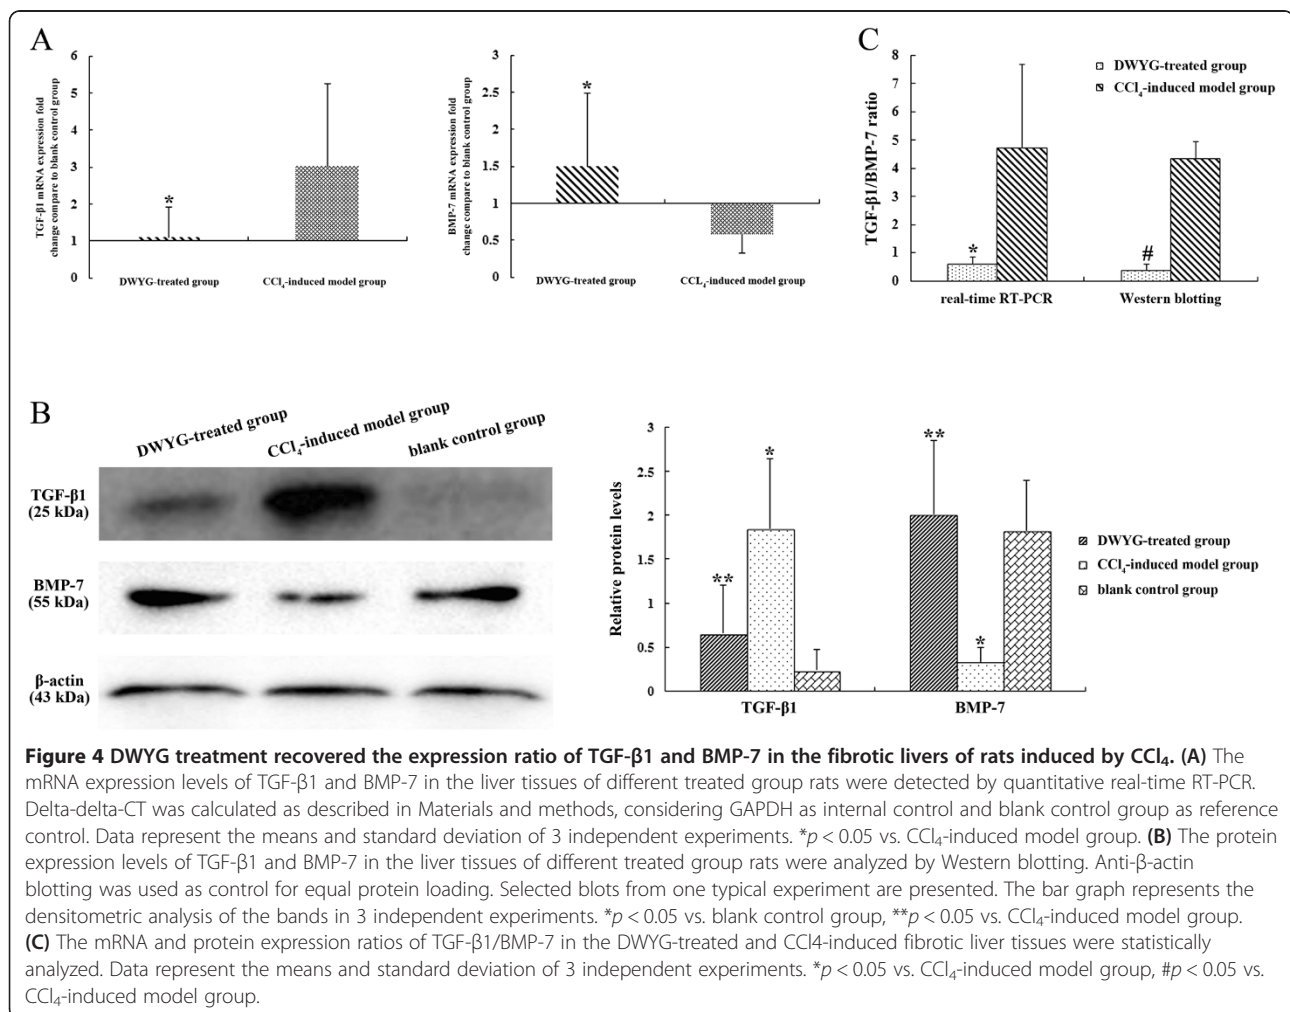 A
TGF-β1 mRNA expression fold
change compare to blank control group
6
5
4
3
2
1
0
*
DWYG-treated group
CCl₄-induced model group
BMP-7 mRNA expression fold
change compare to blank control group
3
2.5
2
1.5
1
0.5
0
*
DWYG-treated group
CCL₄-induced model group
C
TGF-β1/BMP-7 ratio
8
7
6
5
4
3
2
1
0
DWYG-treated group
CCl₄-induced model group
*
#
real-time RT-PCR
Western blotting
B
DWYG-treated group
CCl₄-induced model group
blank control group
TGF-β1
(25 kDa)
BMP-7
(55 kDa)
β-actin
(43 kDa)
Relative protein levels
3
2.5
2
1.5
1
0.5
0
**
*
**
*
TGF-β1
BMP-7
DWYG-treated group
CCl₄-induced model group
blank control group
Figure 4 DWYG treatment recovered the expression ratio of TGF-β1 and BMP-7 in the fibrotic livers of rats induced by CCl₄. (A) The
mRNA expression levels of TGF-β1 and BMP-7 in the liver tissues of different treated group rats were detected by quantitative real-time RT-PCR.
Delta-delta-CT was calculated as described in Materials and methods, considering GAPDH as internal control and blank control group as reference
control. Data represent the means and standard deviation of 3 independent experiments. *p < 0.05 vs. CCl₄-induced model group. (B) The protein
expression levels of TGF-β1 and BMP-7 in the liver tissues of different treated group rats were analyzed by Western blotting. Anti-β-actin
blotting was used as control for equal protein loading. Selected blots from one typical experiment are presented. The bar graph represents the
densitometric analysis of the bands in 3 independent experiments. *p < 0.05 vs. blank control group, **p < 0.05 vs. CCl₄-induced model group.
(C) The mRNA and protein expression ratios of TGF-β1/BMP-7 in the DWYG-treated and CCl4-induced fibrotic liver tissues were statistically
analyzed. Data represent the means and standard deviation of 3 independent experiments. *p < 0.05 vs. CCl₄-induced model group, #p < 0.05 vs.
CCl₄-induced model group.